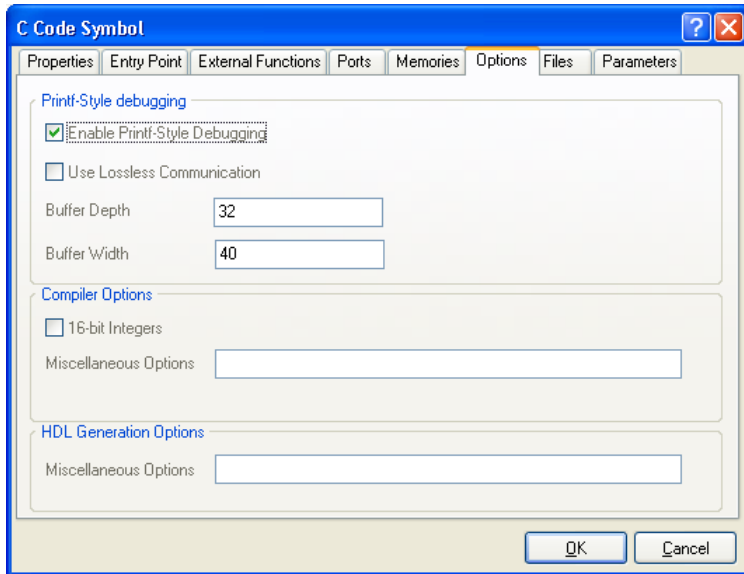 C Code Symbol
Properties Entry Point External Functions Ports Memories Options Files Parameters
Printf-Style debugging
Enable Printf-Style Debugging
Use Lossless Communication
Buffer Depth 32
Buffer Width 40
Compiler Options
16-bit Integers
Miscellaneous Options
HDL Generation Options
Miscellaneous Options
OK Cancel